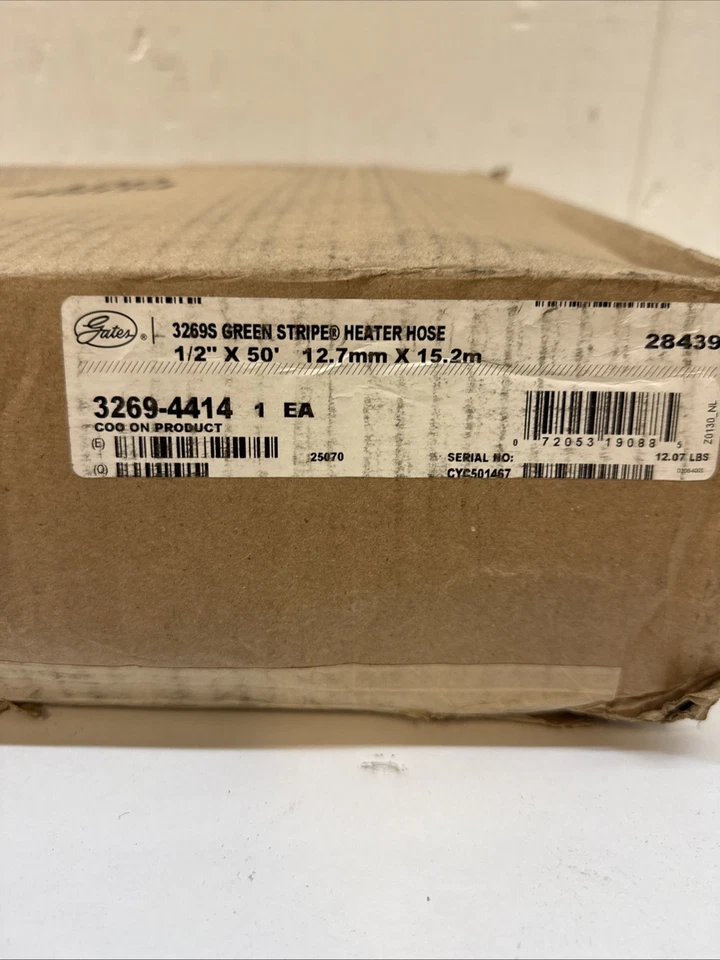 Gates ® 3269S GREEN STRIPE® HEATER HOSE
1/2" X 50' 12.7mm X 15.2m
28439
3269-4414 1 EA
COO ON PRODUCT
(E)
(Q)
25070
0 72053 19088 5
SERIAL NO:
CYC501467
12.07 LBS
Z0130_NL